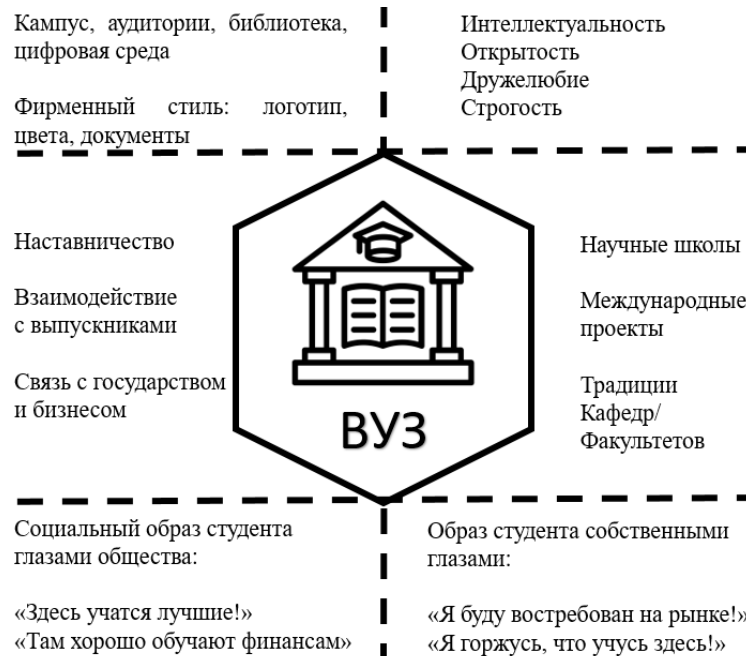 Кампус, аудитории, библиотека,
цифровая среда
Фирменный стиль: логотип,
цвета, документы
Интеллектуальность
Открытость
Дружелюбие
Строгость
Наставничество
Взаимодействие
с выпускниками
Связь с государством
и бизнесом
ВУЗ
Научные школы
Международные
проекты
Традиции
Кафедр/
Факультетов
Социальный образ студента
глазами общества:
«Здесь учатся лучшие!»
«Там хорошо обучают финансам»
Образ студента собственными
глазами:
«Я буду востребован на рынке!»
«Я горжусь, что учусь здесь!»